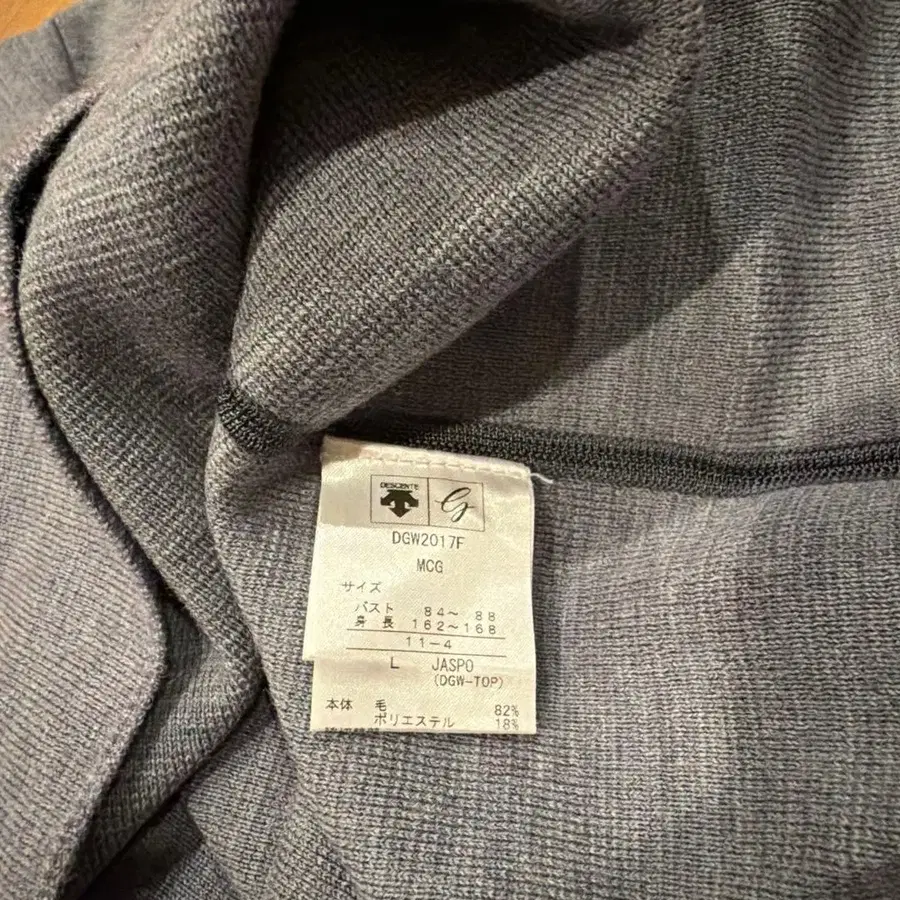 DESCENTE G
DGW2017F
MCG
サイズ
バスト 84～ 88
身 長 162～168
11-4
L JASPO
(DGW-TOP)
本体 毛 82%
ポリエステル 18%